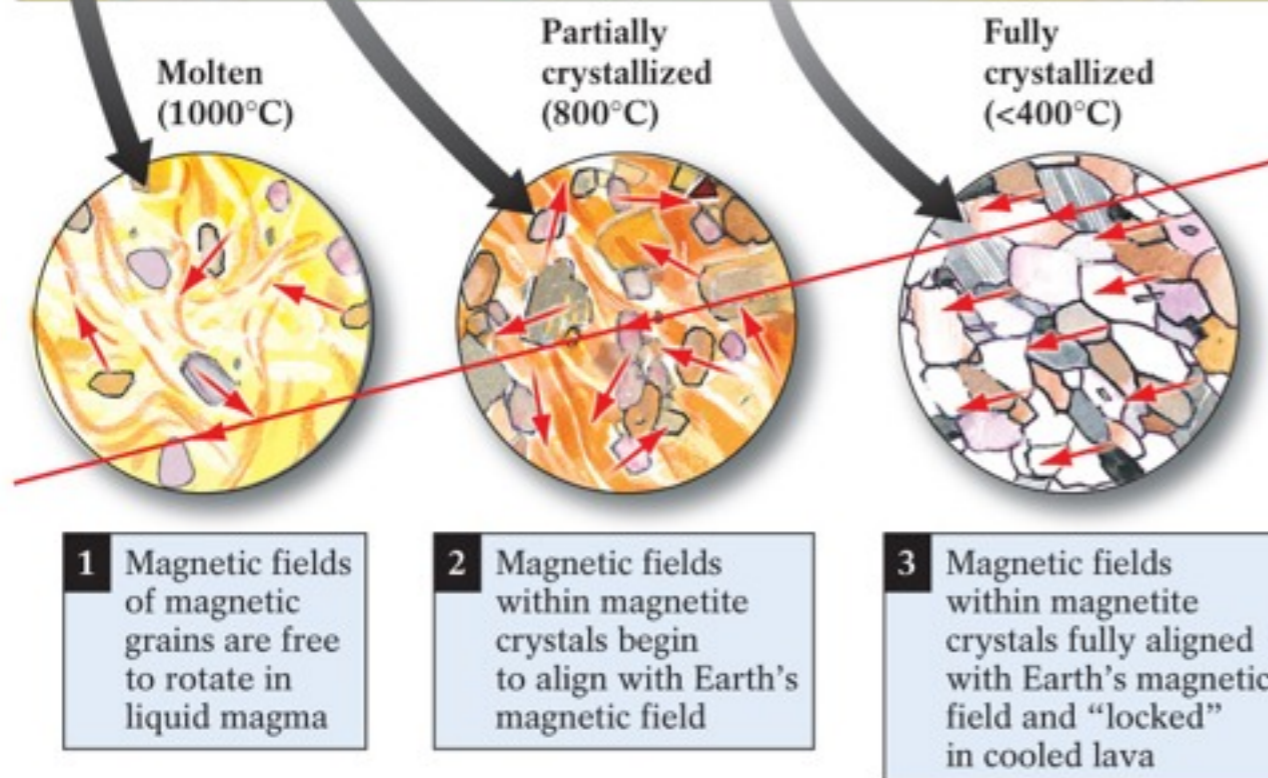 Molten
(1000°C)
Partially
crystallized
(800°C)
Fully
crystallized
(<400°C)
1 Magnetic fields
of magnetic
grains are free
to rotate in
liquid magma
2 Magnetic fields
within magnetite
crystals begin
to align with Earth's
magnetic field
3 Magnetic fields
within magnetite
crystals fully aligned
with Earth's magnetic
field and “locked”
in cooled lava